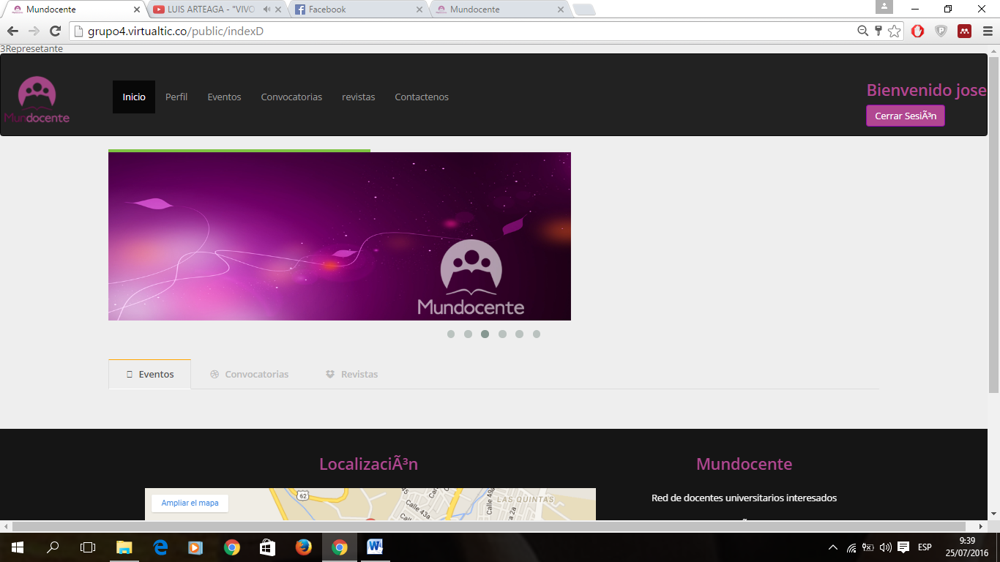 Mundocente
LUIS ARTEAGA - "VIVO
Facebook
Mundocente
grupo4.virtualtic.co/public/indexD
3Represetante
Mundocente
Inicio Perfil Eventos Convocatorias revistas Contactenos
Bienvenido jose
Cerrar SesiÃ³n
Mundocente
Eventos Convocatorias Revistas
LocalizaciÃ³n
Mundocente
Ampliar el mapa
62
Calle 43a
Calle 49a
LAS QUINTAS
Red de docentes universitarios interesados
ESP
9:39
25/07/2016